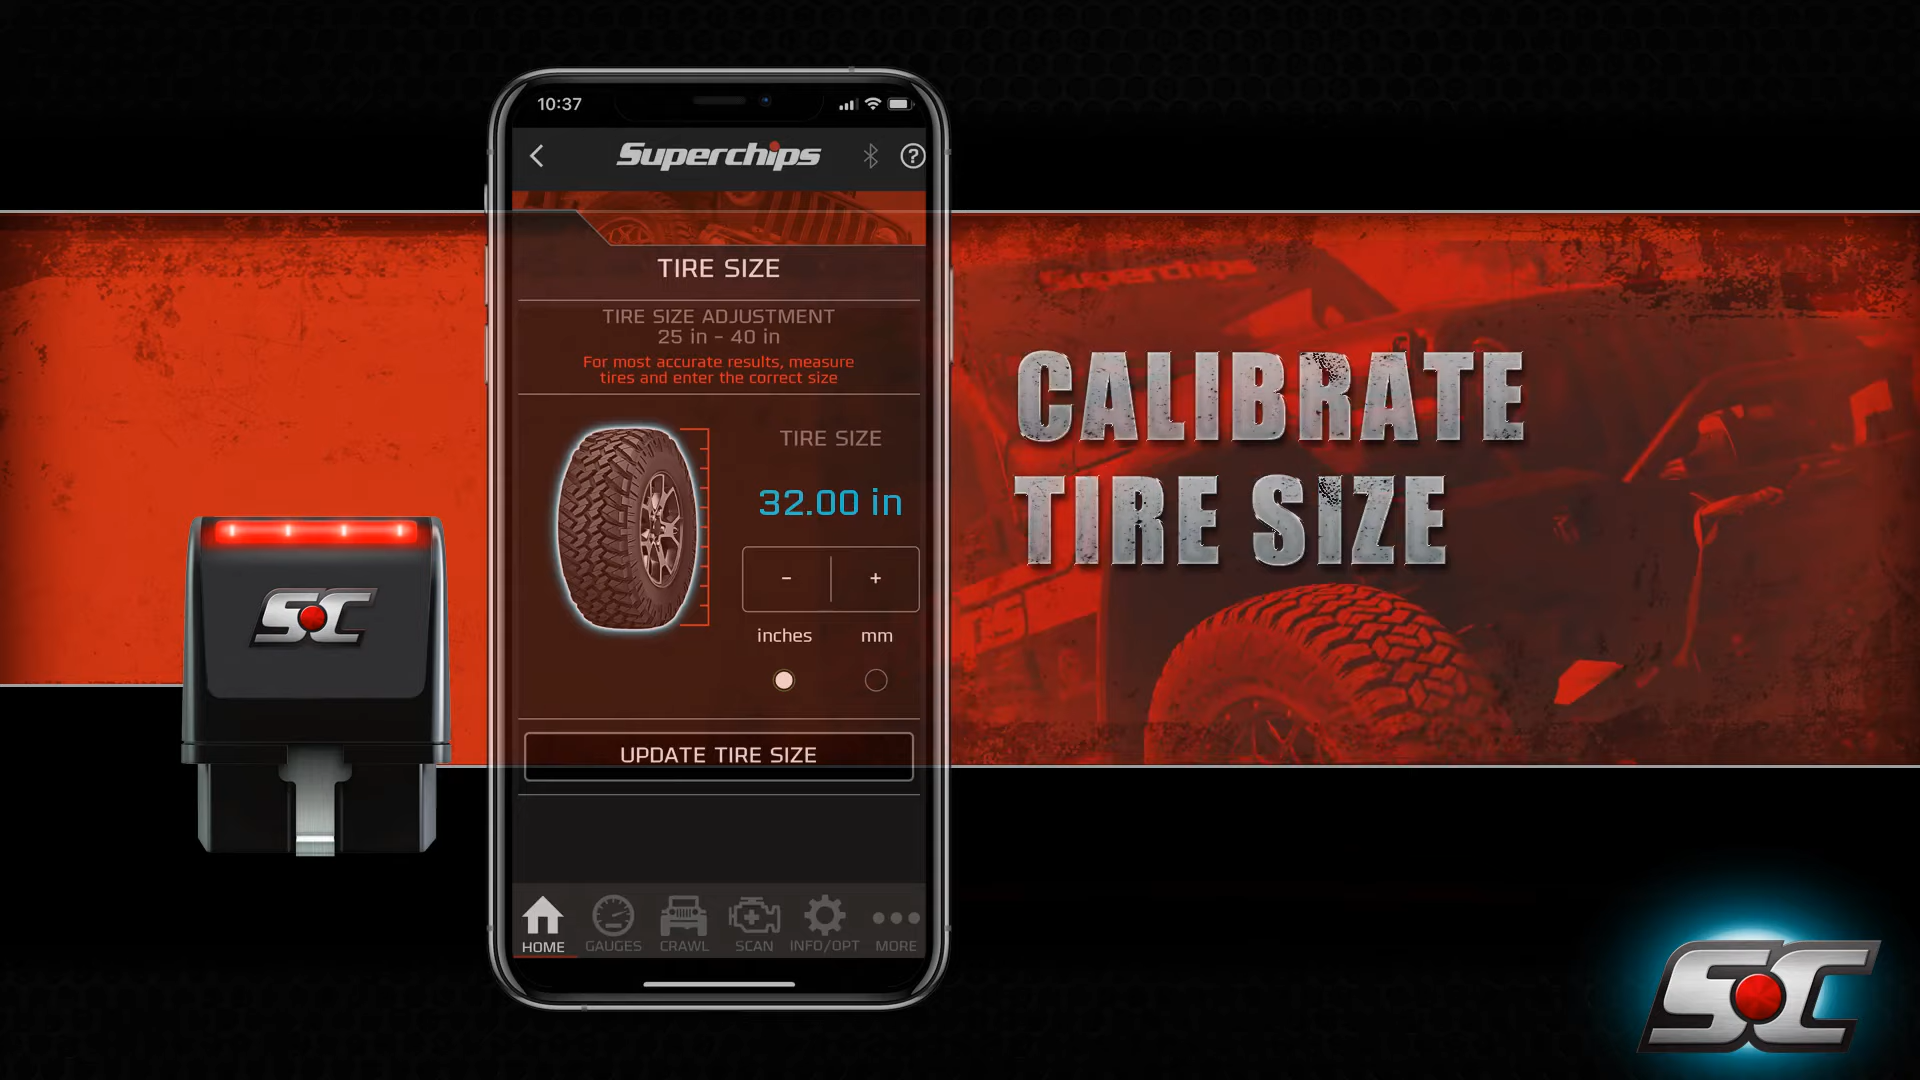 10:37
Superchips
?
TIRE SIZE
TIRE SIZE ADJUSTMENT
25 in - 40 in
For most accurate results, measure
tires and enter the correct size
TIRE SIZE
32.00 in
- +
inches mm
UPDATE TIRE SIZE
HOME GAUGES CRAWL SCAN INFO/OPT MORE
SC
Superchips
CALIBRATE
TIRE SIZE
SC